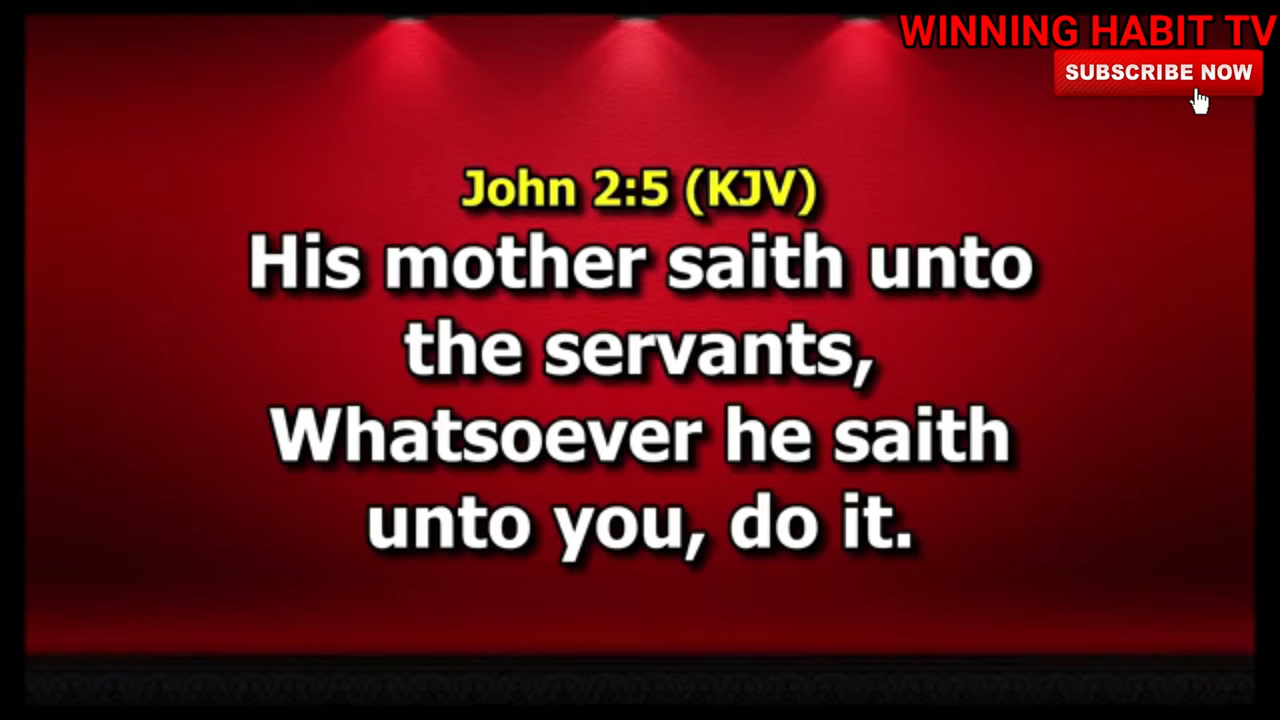 WINNING HABIT TV
SUBSCRIBE NOW
John 2:5 (KJV)
His mother saith unto
the servants,
Whatsoever he saith
unto you, do it.